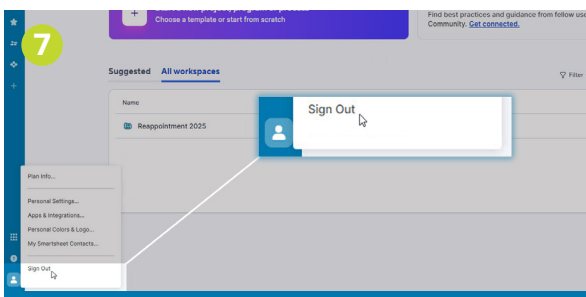 7
Choose a template or start from scratch
Find best practices and guidance from fellow use
Community. Get connected.
Suggested All workspaces
Filter
Name
Reappointment 2025
Sign Out
Plan Info...
Personal Settings...
Apps & Integrations...
Personal Colors & Logo...
My Smartsheet Contacts...
Sign Out